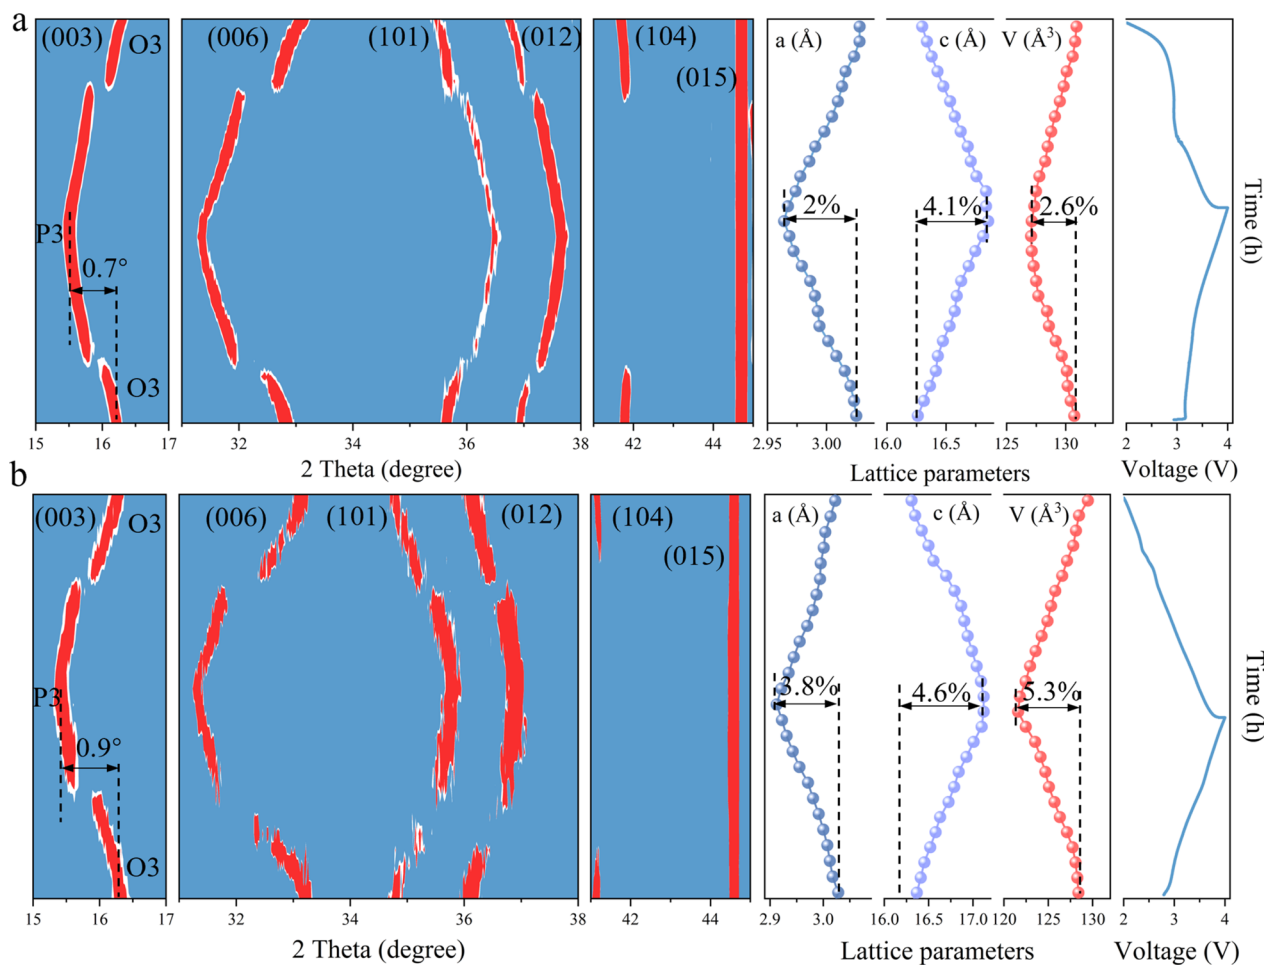 a
(003)
O3
P3
0.7°
O3
(006)
(101)
(012)
(104)
(015)
a (Å)
c (Å)
V (Å³)
2%
4.1%
2.6%
Time (h)
15 16 17
32 34 36 38
42 44
2.95 3.00
16.0 16.5
125 130
2 3 4
2 Theta (degree)
Lattice parameters
Voltage (V)
b
(003)
O3
P3
0.9°
O3
(006)
(101)
(012)
(104)
(015)
a (Å)
c (Å)
V (Å³)
3.8%
4.6%
5.3%
Time (h)
15 16 17
32 34 36 38
42 44
2.9 3.0
16.0 16.5 17.0
120 125 130
2 3 4
2 Theta (degree)
Lattice parameters
Voltage (V)